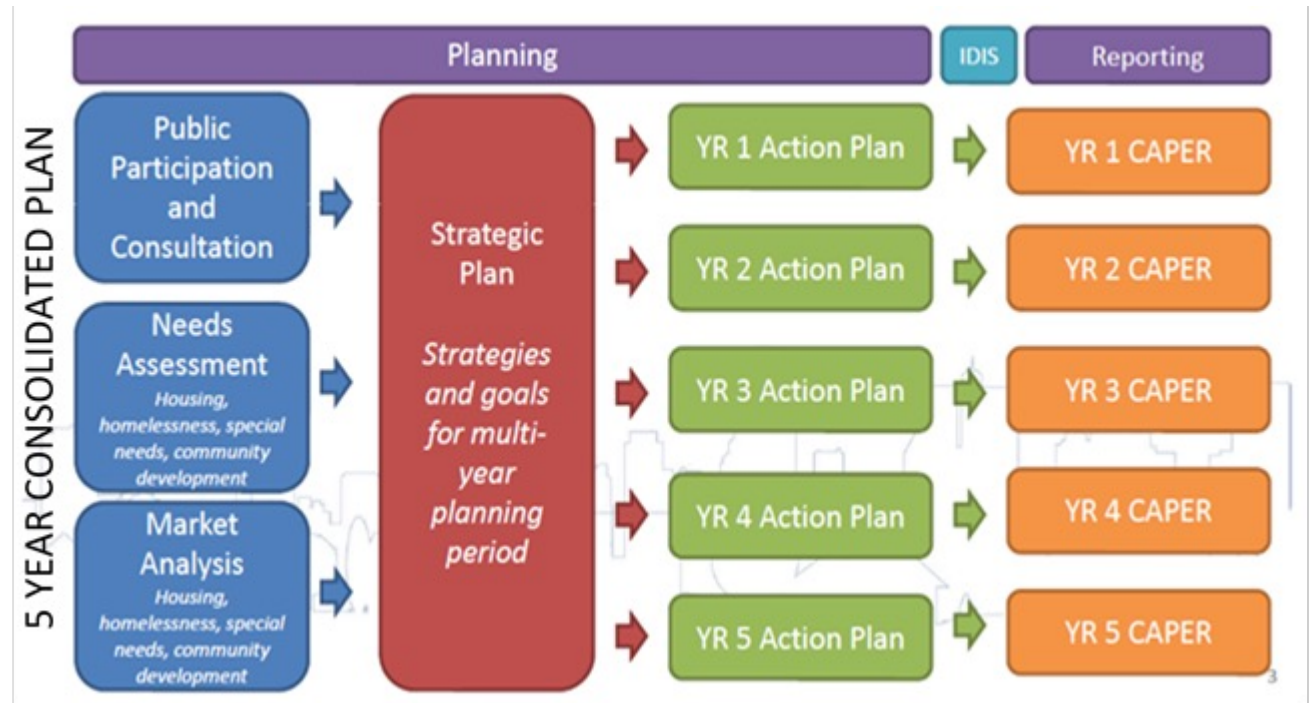 Planning
IDIS
Reporting
5 YEAR CONSOLIDATED PLAN
Public
Participation
and
Consultation
Needs
Assessment
Housing,
homelessness, special
needs, community
development
Market
Analysis
Housing,
homelessness, special
needs, community
development
Strategic
Plan
Strategies
and goals
for multi-
year
planning
period
YR 1 Action Plan
YR 1 CAPER
YR 2 Action Plan
YR 2 CAPER
YR 3 Action Plan
YR 3 CAPER
YR 4 Action Plan
YR 4 CAPER
YR 5 Action Plan
YR 5 CAPER
3